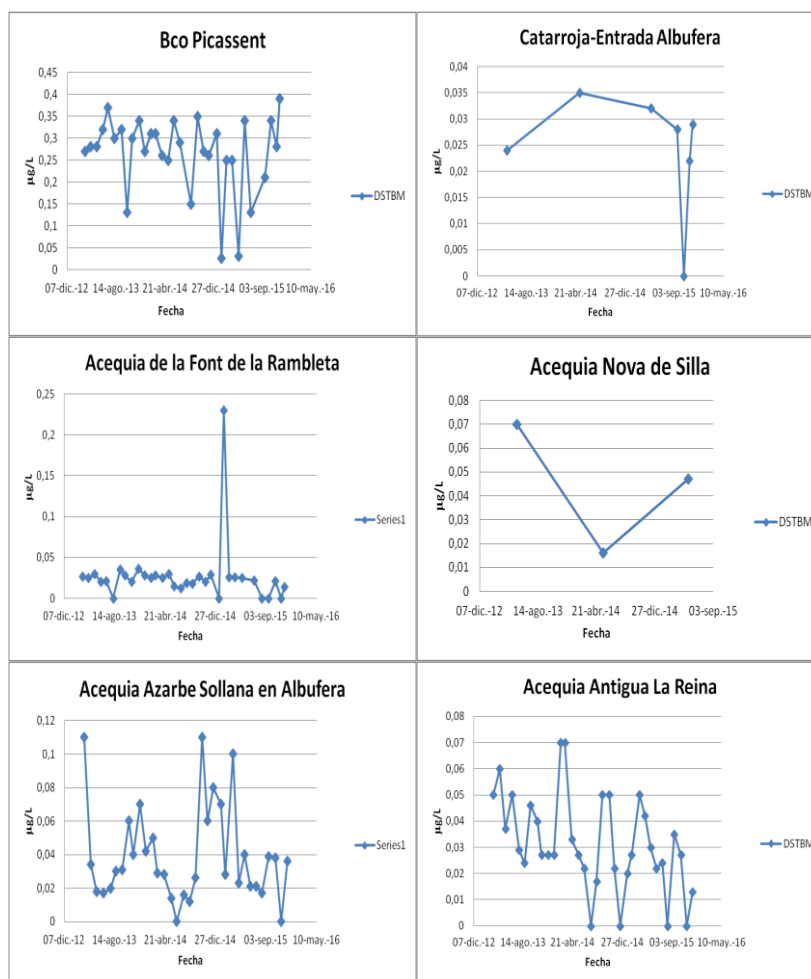 Bco Picassent
0,45
0,4
0,35
0,3
0,25
0,2
0,15
0,1
0,05
0
µg/L
07-dic.-12 14-ago.-13 21-abr.-14 27-dic.-14 03-sep.-15 10-may.-16
Fecha
DSTBM
Catarroja-Entrada Albufera
0,04
0,035
0,03
0,025
0,02
0,015
0,01
0,005
0
µg/L
07-dic.-12 14-ago.-13 21-abr.-14 27-dic.-14 03-sep.-15 10-may.-16
Fecha
DSTBM
Acequia de la Font de la Rambleta
0,25
0,2
0,15
0,1
0,05
0
µg/L
07-dic.-12 14-ago.-13 21-abr.-14 27-dic.-14 03-sep.-15 10-may.-16
Fecha
Series1
Acequia Nova de Silla
0,08
0,07
0,06
0,05
0,04
0,03
0,02
0,01
0
µg/L
07-dic.-12 14-ago.-13 21-abr.-14 27-dic.-14 03-sep.-15
Fecha
DSTBM
Acequia Azarbe Sollana en Albufera
0,12
0,1
0,08
0,06
0,04
0,02
0
µg/L
07-dic.-12 14-ago.-13 21-abr.-14 27-dic.-14 03-sep.-15 10-may.-16
Fecha
Series1
Acequia Antigua La Reina
0,08
0,07
0,06
0,05
0,04
0,03
0,02
0,01
0
µg/L
07-dic.-12 14-ago.-13 21-abr.-14 27-dic.-14 03-sep.-15 10-may.-16
Fecha
DSTBM